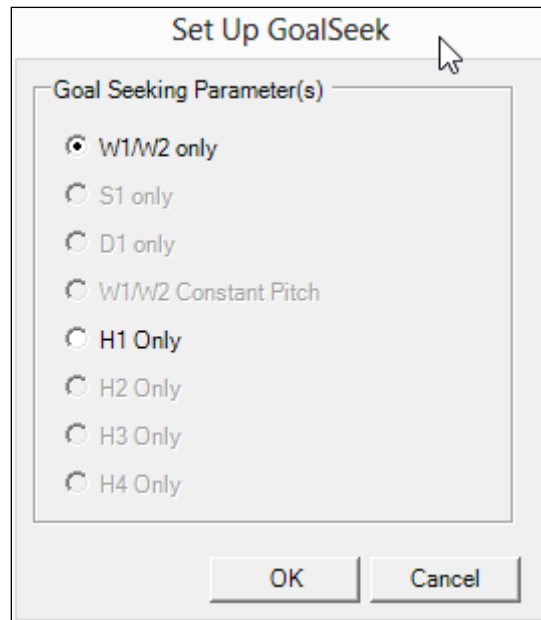 Set Up GoalSeek
Goal Seeking Parameter(s)
W1/W2 only
S1 only
D1 only
W1/W2 Constant Pitch
H1 Only
H2 Only
H3 Only
H4 Only
OK Cancel